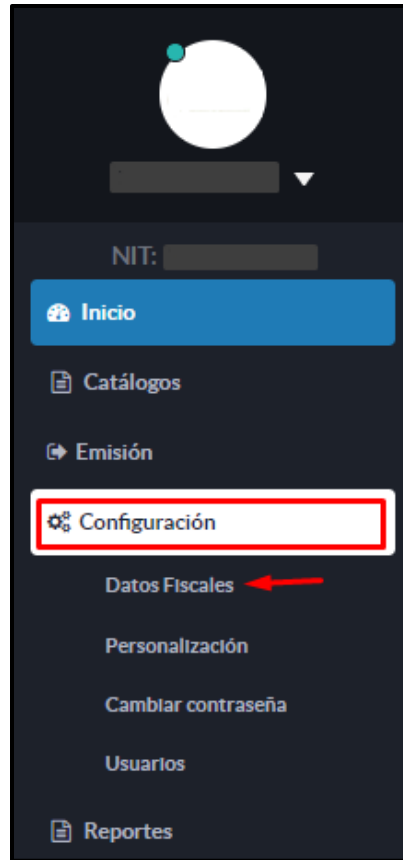 NIT:
Inicio
Catálogos
Emisión
Configuración
Datos Fiscales
Personalización
Cambiar contraseña
Usuarios
Reportes